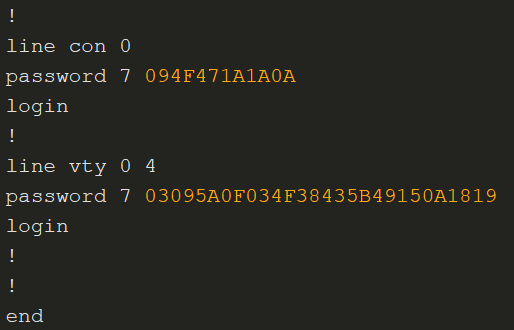 !
line con 0
password 7 094F471A1A0A
login
!
line vty 0 4
password 7 03095A0F034F38435B49150A1819
login
!
!
end